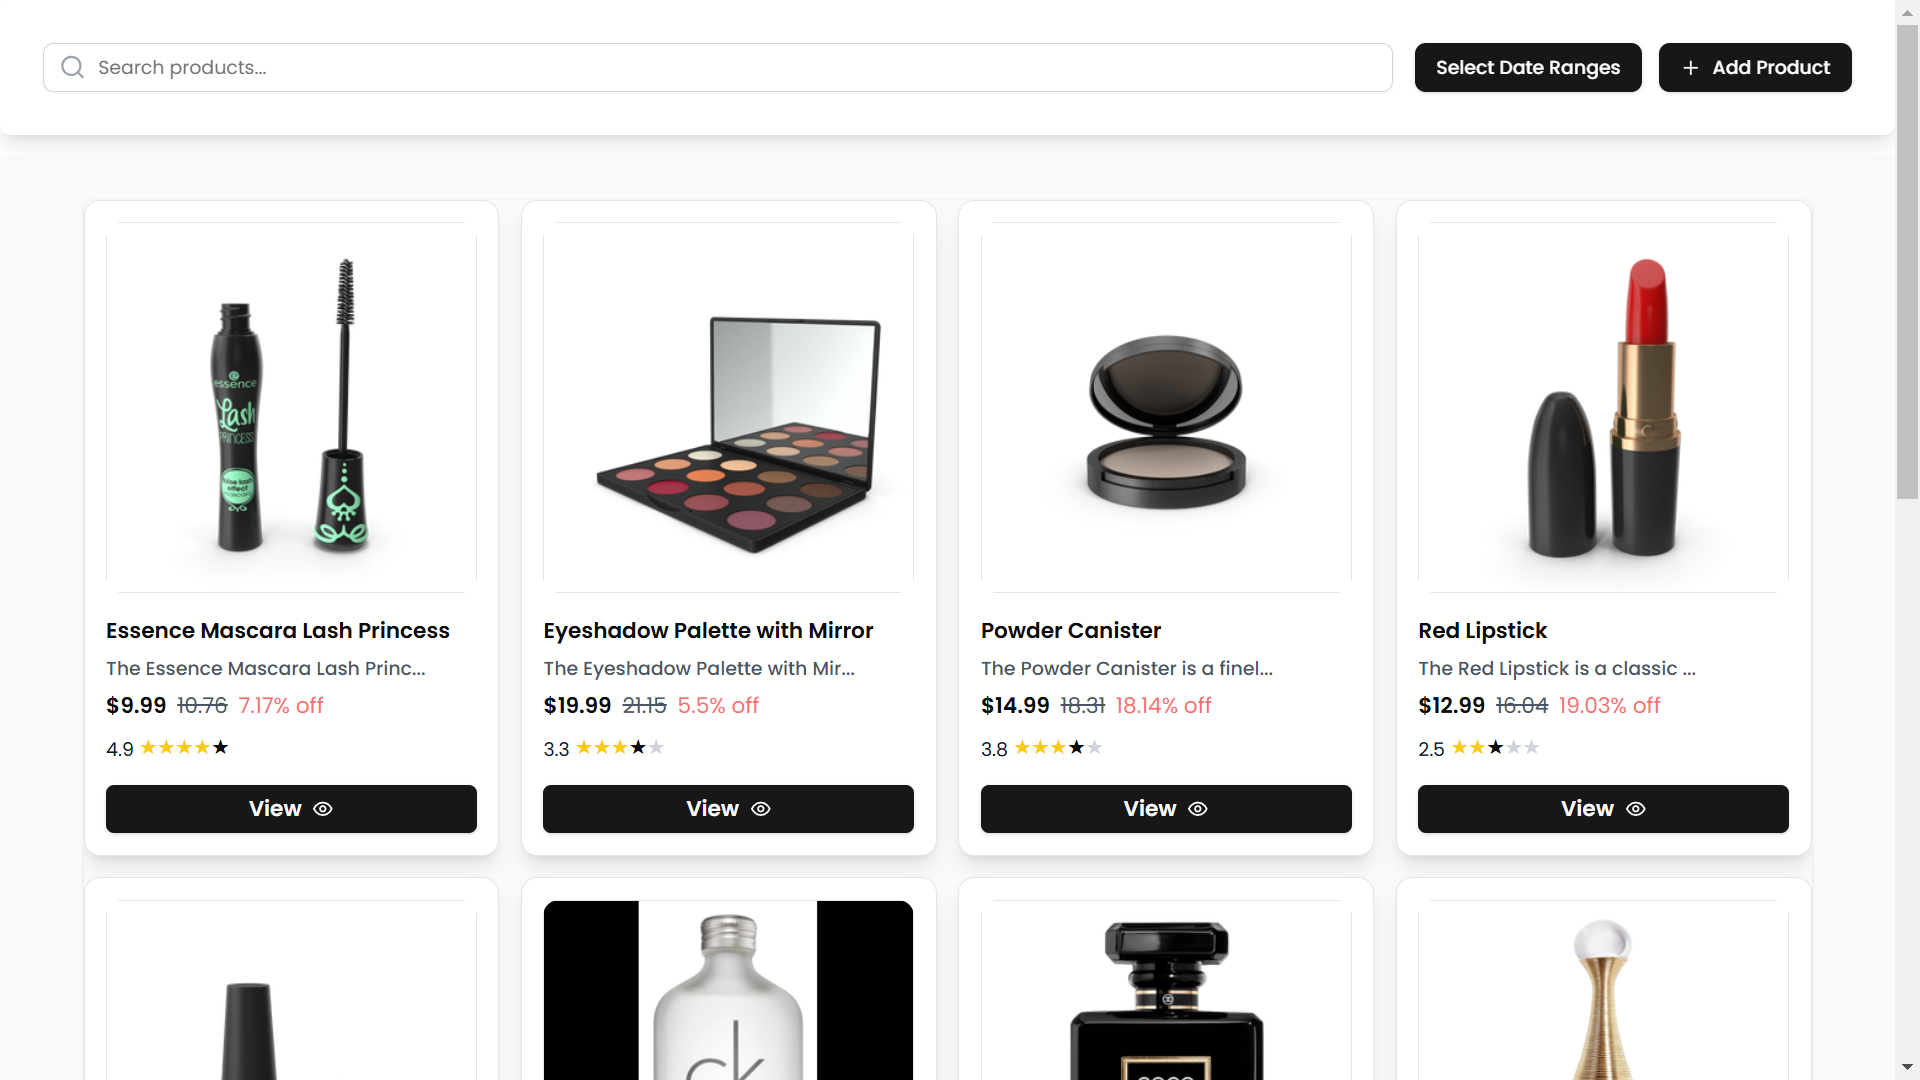 Search products...
Select Date Ranges
+ Add Product
essence
Lash
PRINCESS
false lash
effect
Essence Mascara Lash Princess
The Essence Mascara Lash Princ...
$9.99 10.76 7.17% off
4.9 ★★★★★
View
Eyeshadow Palette with Mirror
The Eyeshadow Palette with Mir...
$19.99 21.15 5.5% off
3.3 ★★★★★
View
Powder Canister
The Powder Canister is a finel...
$14.99 18.31 18.14% off
3.8 ★★★★★
View
Red Lipstick
The Red Lipstick is a classic ...
$12.99 16.04 19.03% off
2.5 ★★★★★
View
ck